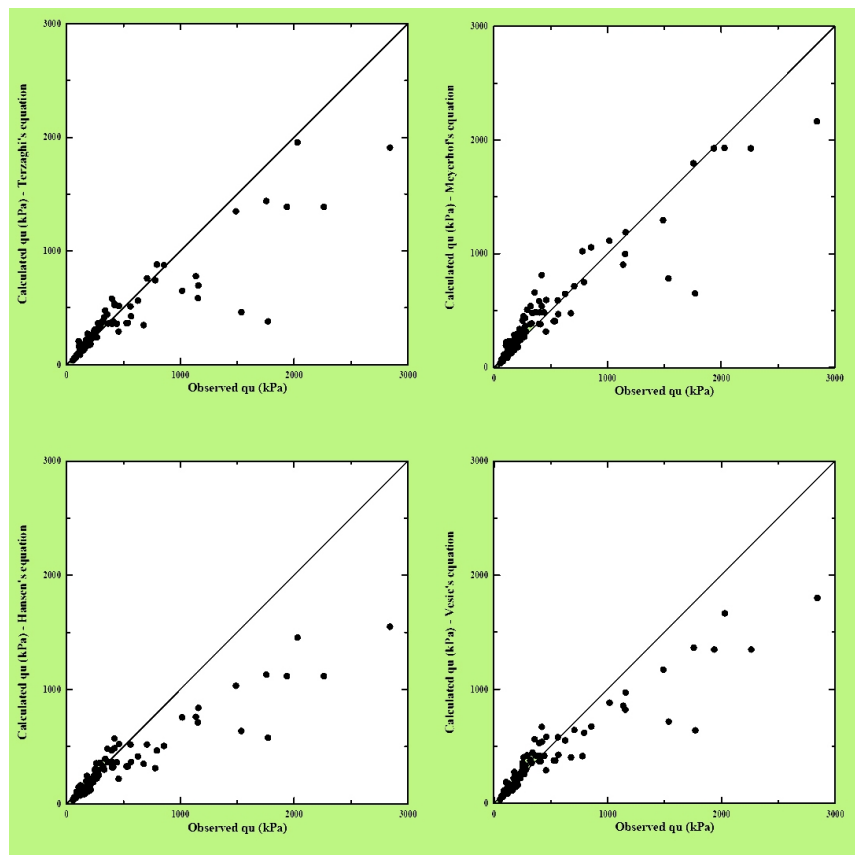 3000
2000
1000
0
Calculated qu (kPa) - Terzaghi's equation
0 1000 2000 3000
Observed qu (kPa)
3000
2000
1000
0
Calculated qu (kPa) - Meyerhof's equation
0 1000 2000 3000
Observed qu (kPa)
3000
2000
1000
0
Calculated qu (kPa) - Hansen's equation
0 1000 2000 3000
Observed qu (kPa)
3000
2000
1000
0
Calculated qu (kPa) - Vesic's equation
0 1000 2000 3000
Observed qu (kPa)